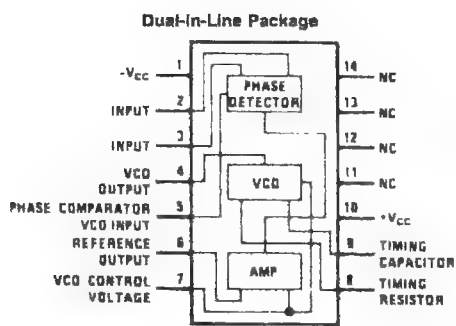 Dual-In-Line Package
1
-VCC
2
INPUT
3
INPUT
4
VCO
OUTPUT
5
PHASE COMPARATOR
VCO INPUT
6
REFERENCE
OUTPUT
7
VCO CONTROL
VOLTAGE
PHASE
DETECTOR
VCO
AMP
14
NC
13
NC
12
NC
11
NC
10
+VCC
9
TIMING
CAPACITOR
8
TIMING
RESISTOR